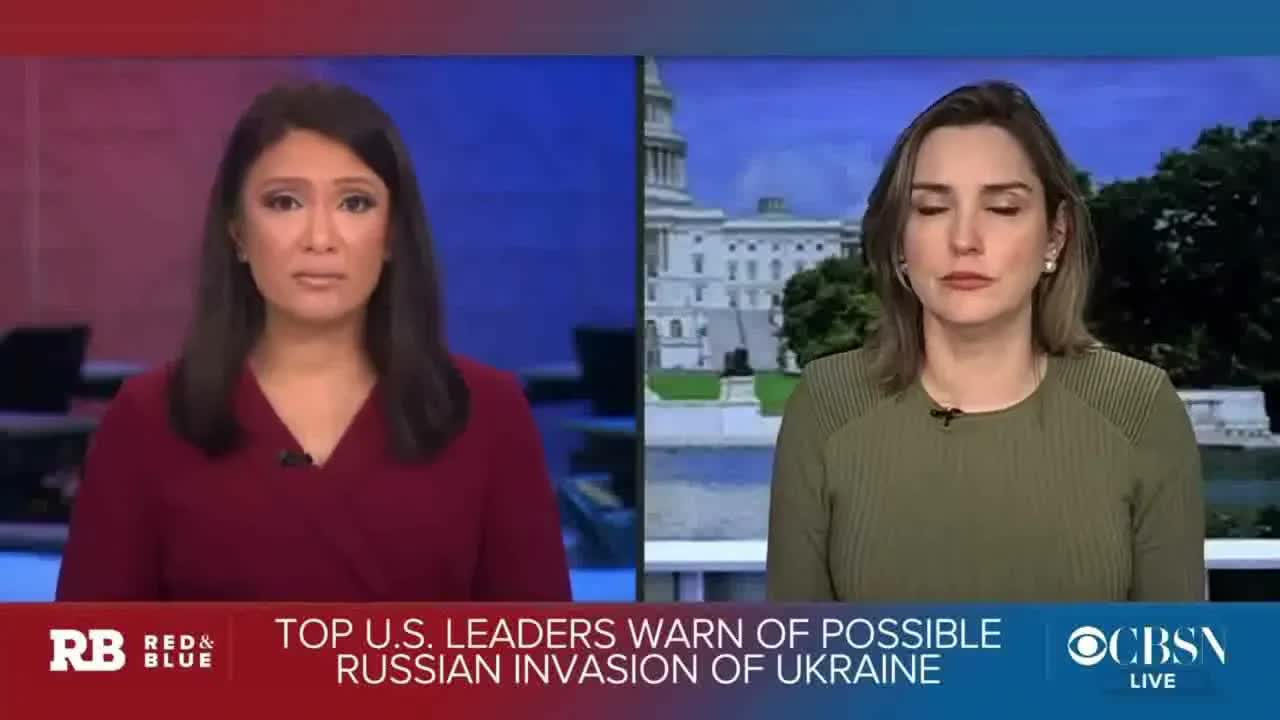 RB
RED&
BLUE
TOP U.S. LEADERS WARN OF POSSIBLE
RUSSIAN INVASION OF UKRAINE
CBSN
LIVE